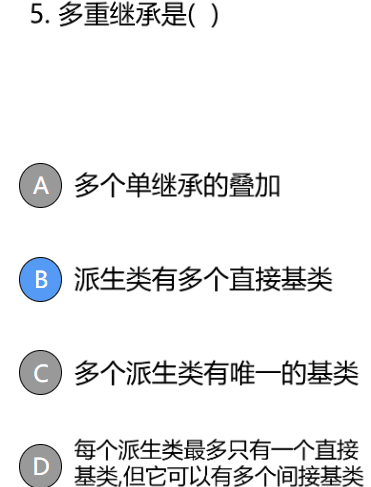 5. 多重继承是( )
A 多个单继承的叠加
B 派生类有多个直接基类
C 多个派生类有唯一的基类
D 每个派生类最多只有一个直接
基类,但它可以有多个间接基类